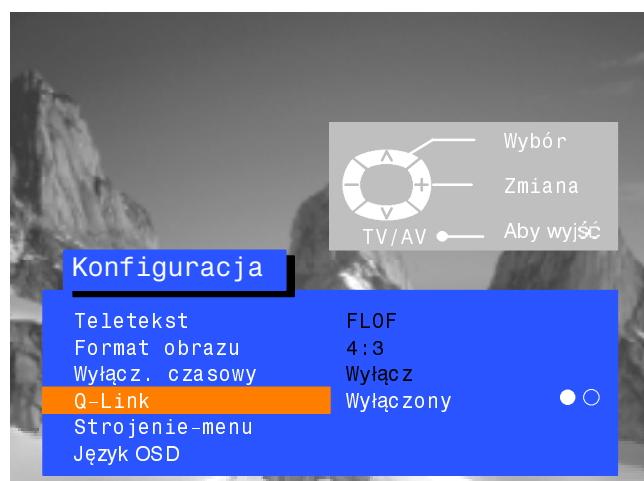 Wybór
Zmiana
TV/AV Aby wyjść
Konfiguracja
Teletekst FLOF
Format obrazu 4:3
Wyłącz. czasowy Wyłącz
Q-Link Wyłączony
Strojenie-menu
Język OSD